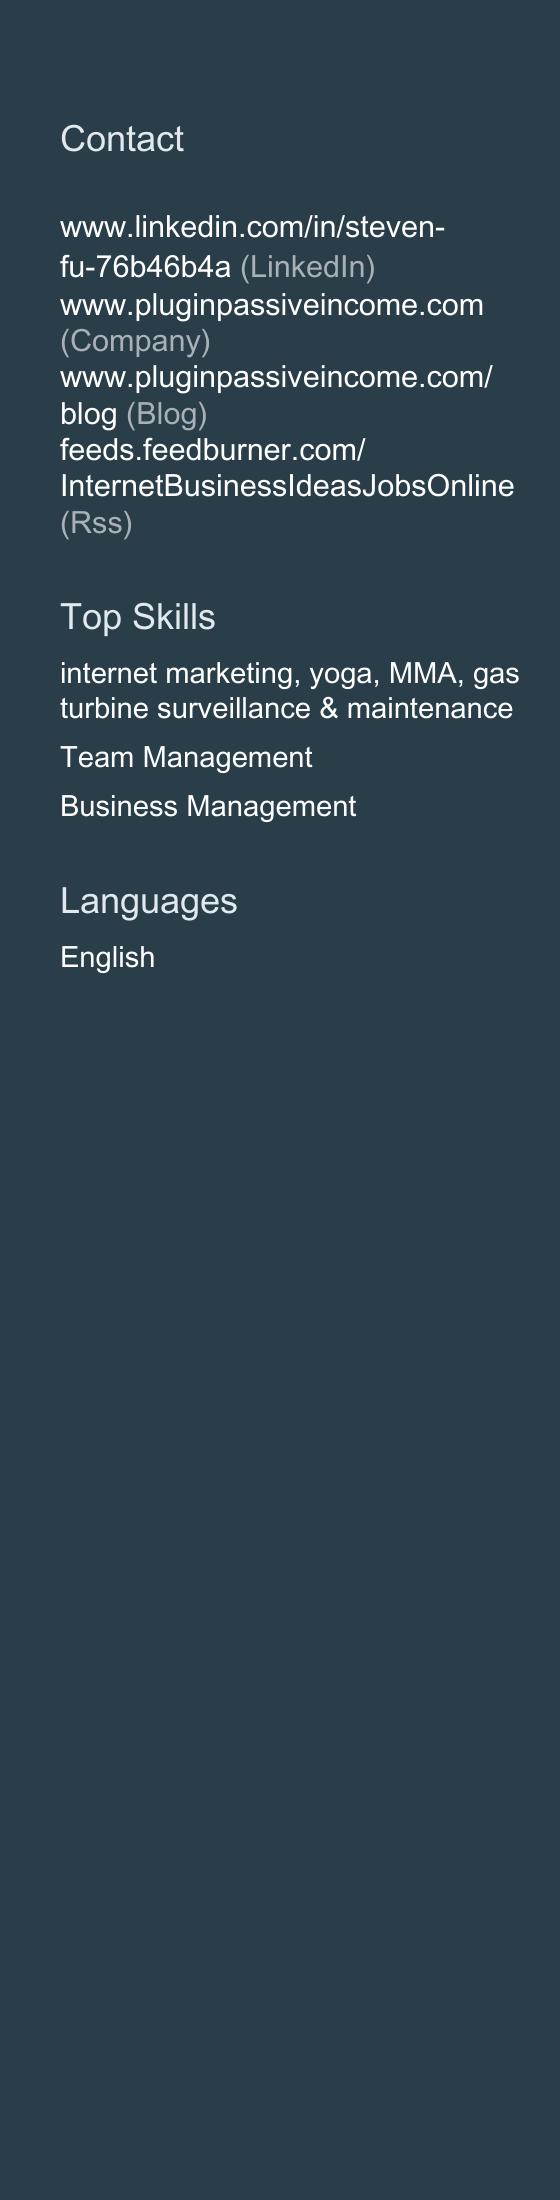 Contact
www.linkedin.com/in/steven-
fu-76b46b4a (LinkedIn)
www.pluginpassiveincome.com
(Company)
www.pluginpassiveincome.com/
blog (Blog)
feeds.feedburner.com/
InternetBusinessIdeasJobsOnline
(Rss)
Top Skills
internet marketing, yoga, MMA, gas
turbine surveillance & maintenance
Team Management
Business Management
Languages
English